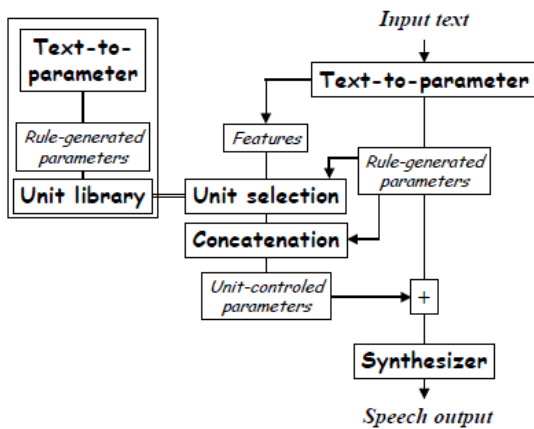 Input text
Text-to-
parameter
Text-to-parameter
Rule-generated
parameters
Features
Rule-generated
parameters
Unit library
Unit selection
Concatenation
Unit-controled
parameters
+
Synthesizer
Speech output